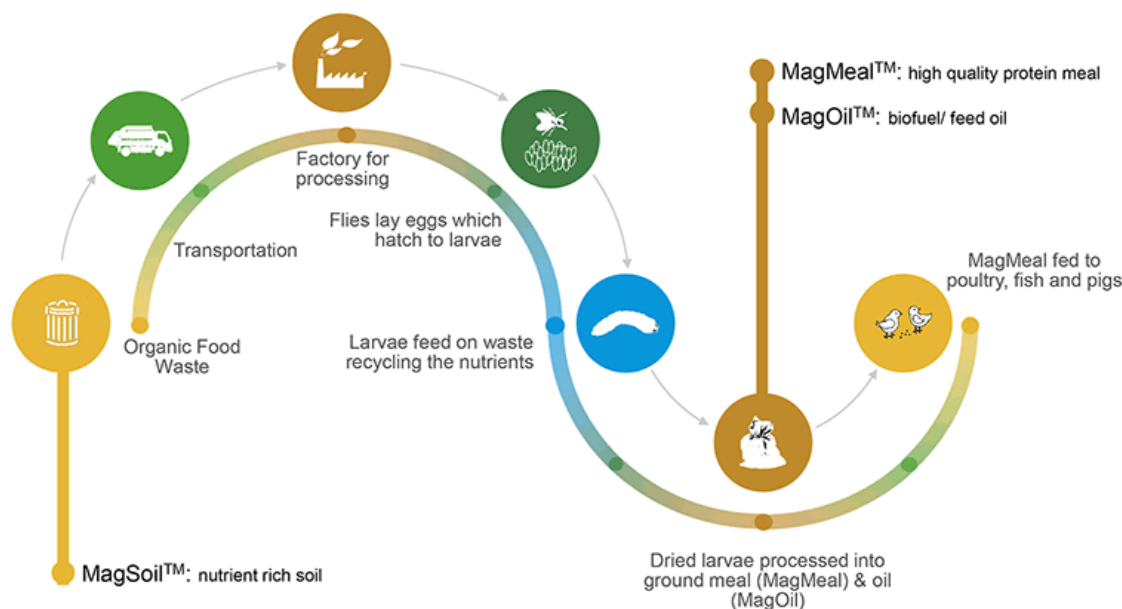 MagMeal™: high quality protein meal
MagOil™: biofuel/ feed oil
Factory for
processing
Flies lay eggs which
hatch to larvae
Transportation
MagMeal fed to
poultry, fish and pigs
Organic Food
Waste
Larvae feed on waste
recycling the nutrients
MagSoil™: nutrient rich soil
Dried larvae processed into
ground meal (MagMeal) & oil
(MagOil)